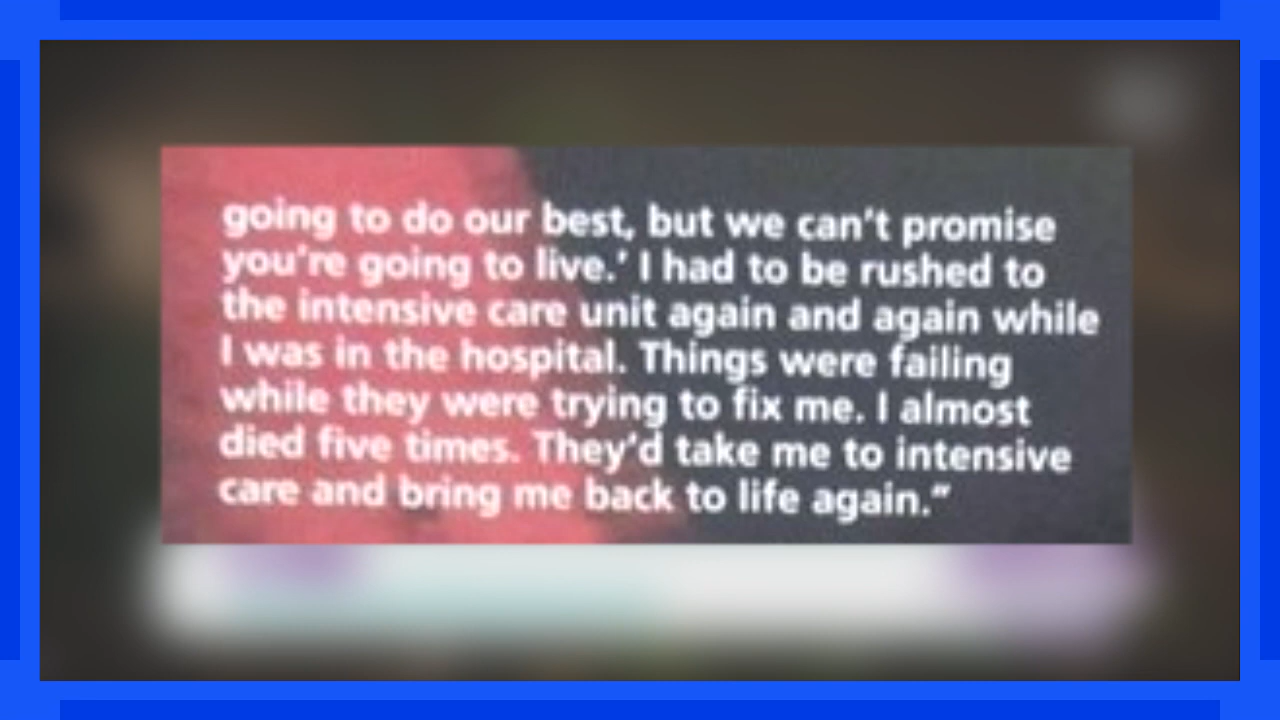 going to do our best, but we can't promise
you're going to live.' I had to be rushed to
the intensive care unit again and again while
I was in the hospital. Things were failing
while they were trying to fix me. I almost
died five times. They'd take me to intensive
care and bring me back to life again."